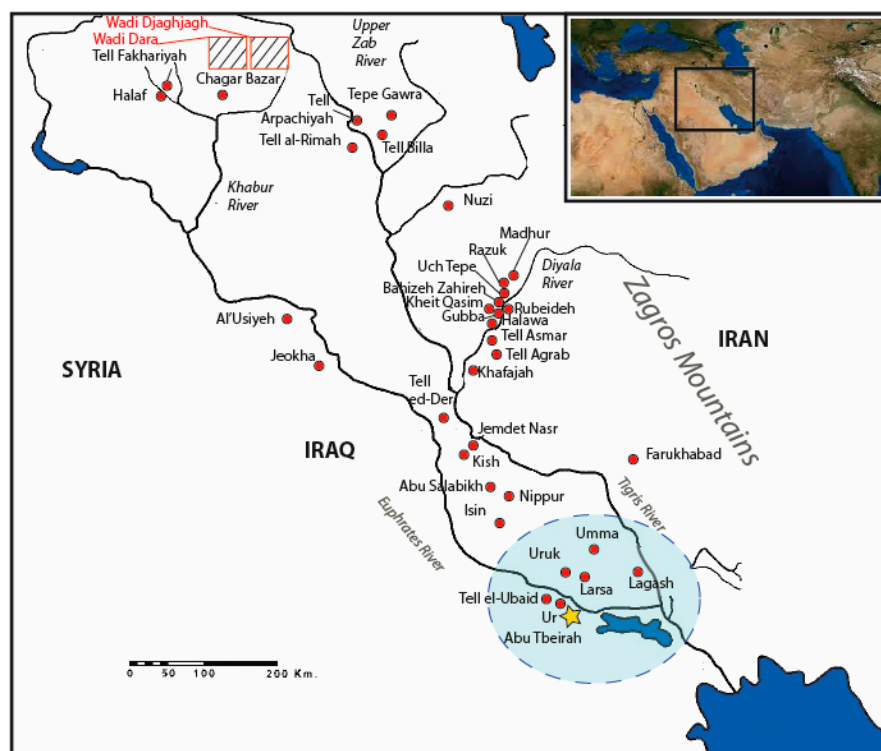 Wadi Djaghjagh
Wadi Dara
Tell Fakhariyah
Chagar Bazar
Halaf
Upper
Zab
River
Tell
Arpachiyah
Tepe Gawra
Tell al-Rimah
Tell Billa
Khabur
River
Nuzi
Madhur
Razuk
Uch Tepe
Diyala
River
Bahizeh Zahireh
Kheit Qasim
Rubeideh
Gubba
Halawa
Tell Asmar
Tell Agrab
Khafajah
Zagros Mountains
IRAN
Al'Usiyeh
Jeokha
SYRIA
Tell
ed-Der
Jemdet Nasr
IRAQ
Kish
Farukhabad
Abu Salabikh
Nippur
Isin
Tigris River
Euphrates River
Umma
Uruk
Larsa
Lagash
Tell el-Ubaid
Ur
Abu Tbeirah
0 50 100 200 Km.